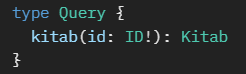 type Query {
  kitab(id: ID!): Kitab
}